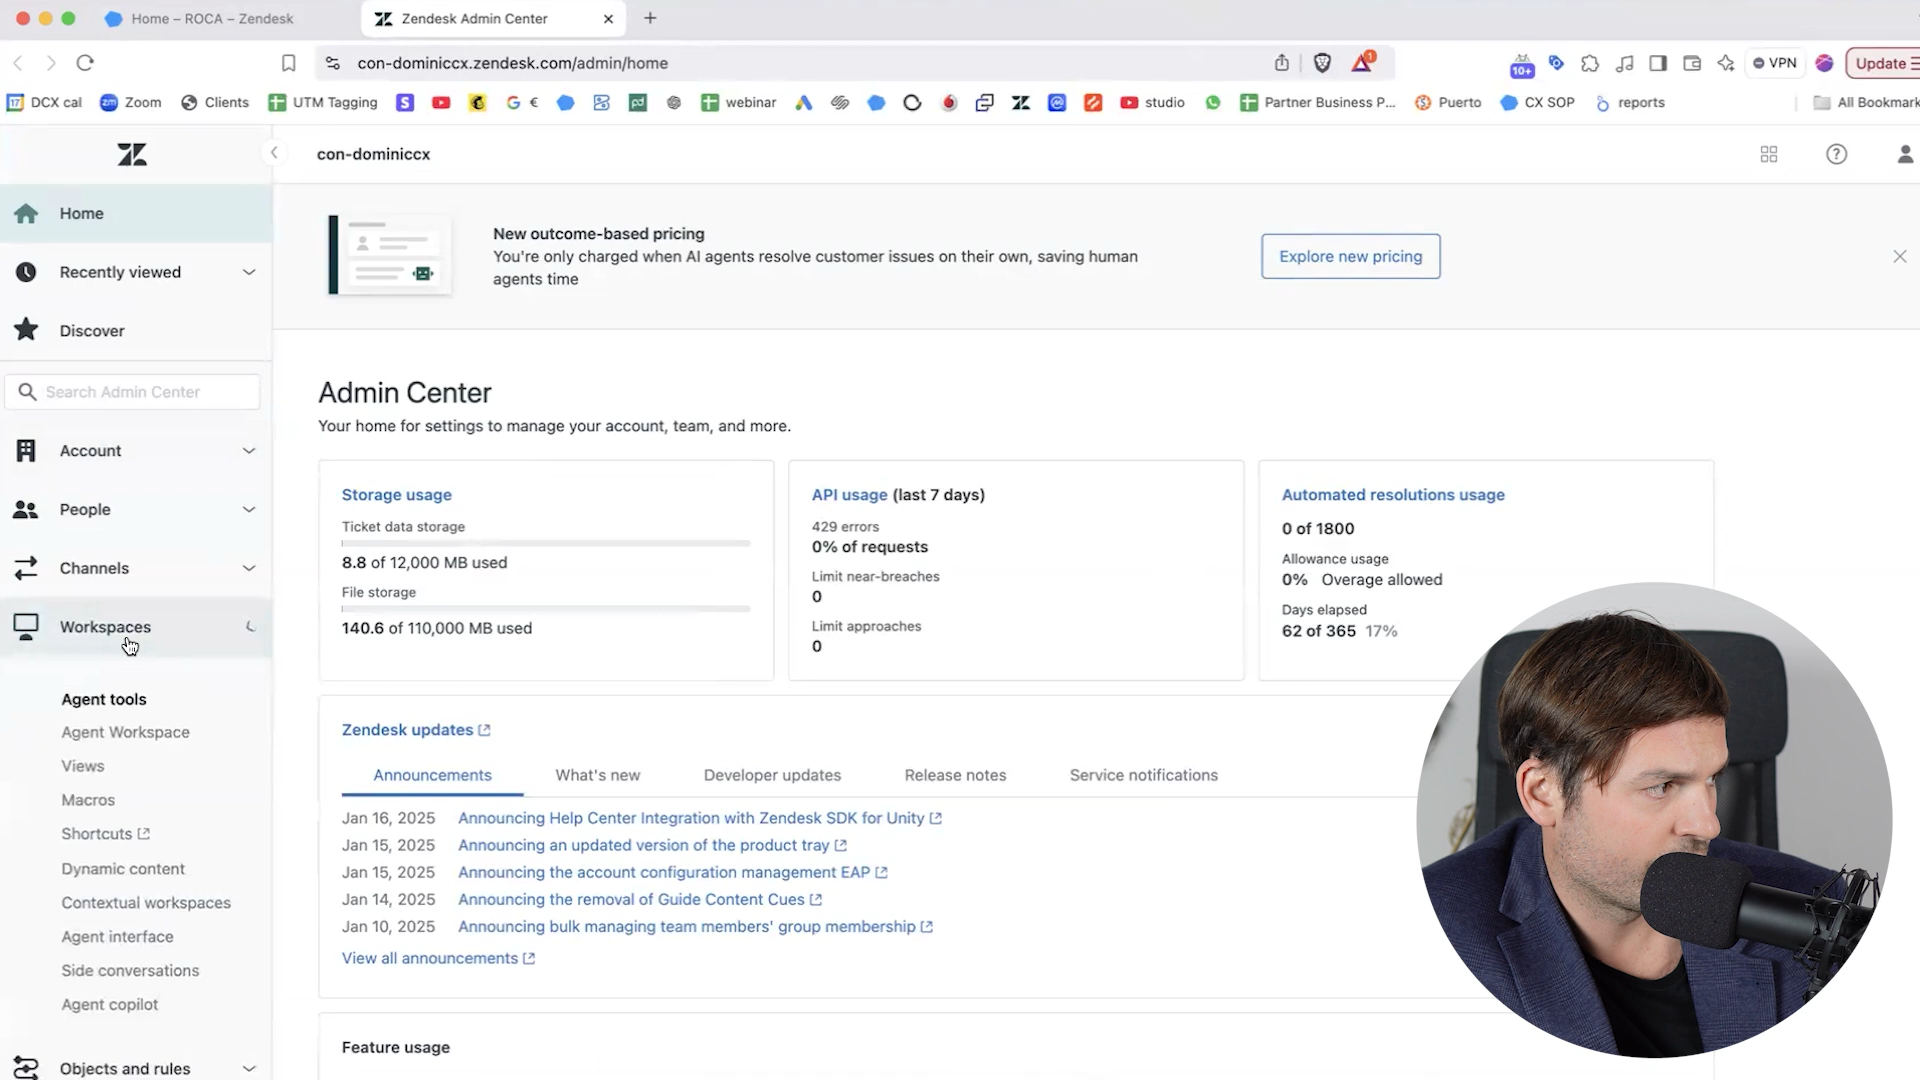 Home – ROCA – Zendesk
Zendesk Admin Center
con-dominiccx.zendesk.com/admin/home
1
10+
VPN
Update
17
DCX cal
zm
Zoom
Clients
UTM Tagging
S
G
€
pd
webinar
studio
Partner Business P...
Puerto
CX SOP
reports
All Bookmark
con-dominiccx
?
Home
Recently viewed
Discover
Search Admin Center
Account
People
Channels
Workspaces
Agent tools
Agent Workspace
Views
Macros
Shortcuts
Dynamic content
Contextual workspaces
Agent interface
Side conversations
Agent copilot
Objects and rules
New outcome-based pricing
You're only charged when AI agents resolve customer issues on their own, saving human
agents time
Explore new pricing
Admin Center
Your home for settings to manage your account, team, and more.
Storage usage
Ticket data storage
8.8 of 12,000 MB used
File storage
140.6 of 110,000 MB used
API usage (last 7 days)
429 errors
0% of requests
Limit near-breaches
0
Limit approaches
0
Automated resolutions usage
0 of 1800
Allowance usage
0% Overage allowed
Days elapsed
62 of 365 17%
Zendesk updates
Announcements
What's new
Developer updates
Release notes
Service notifications
Jan 16, 2025 Announcing Help Center Integration with Zendesk SDK for Unity
Jan 15, 2025 Announcing an updated version of the product tray
Jan 15, 2025 Announcing the account configuration management EAP
Jan 14, 2025 Announcing the removal of Guide Content Cues
Jan 10, 2025 Announcing bulk managing team members' group membership
View all announcements
Feature usage